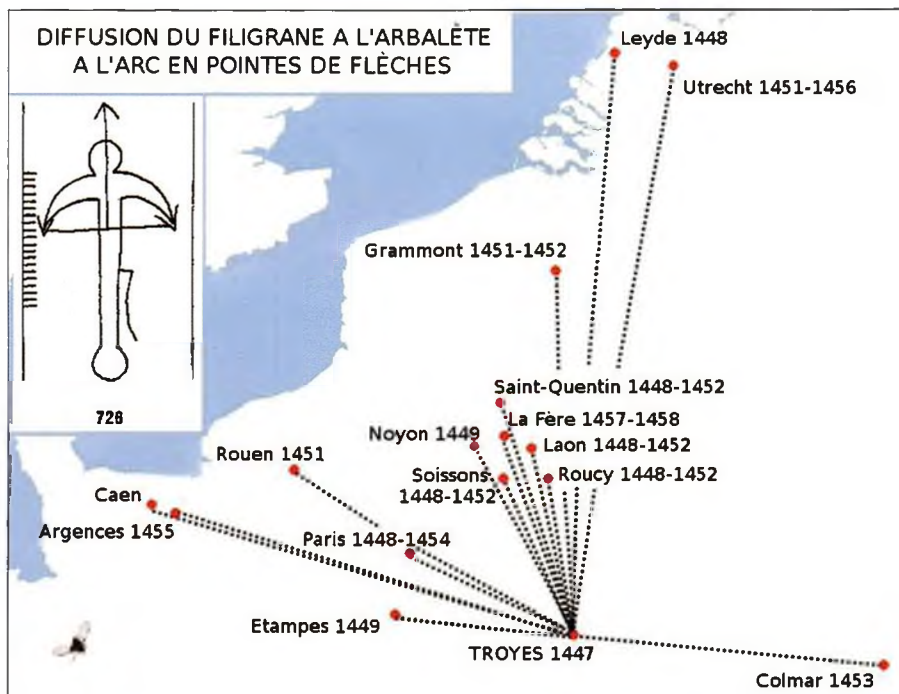 DIFFUSION DU FILIGRANE A L'ARBALÈTE
A L'ARC EN POINTES DE FLÈCHES
726
Leyde 1448
Utrecht 1451-1456
Grammont 1451-1452
Saint-Quentin 1448-1452
La Fère 1457-1458
Noyon 1449
Laon 1448-1452
Rouen 1451
Soissons
1448-1452
Roucy 1448-1452
Caen
Argences 1455
Paris 1448-1454
Etampes 1449
TROYES 1447
Colmar 1453